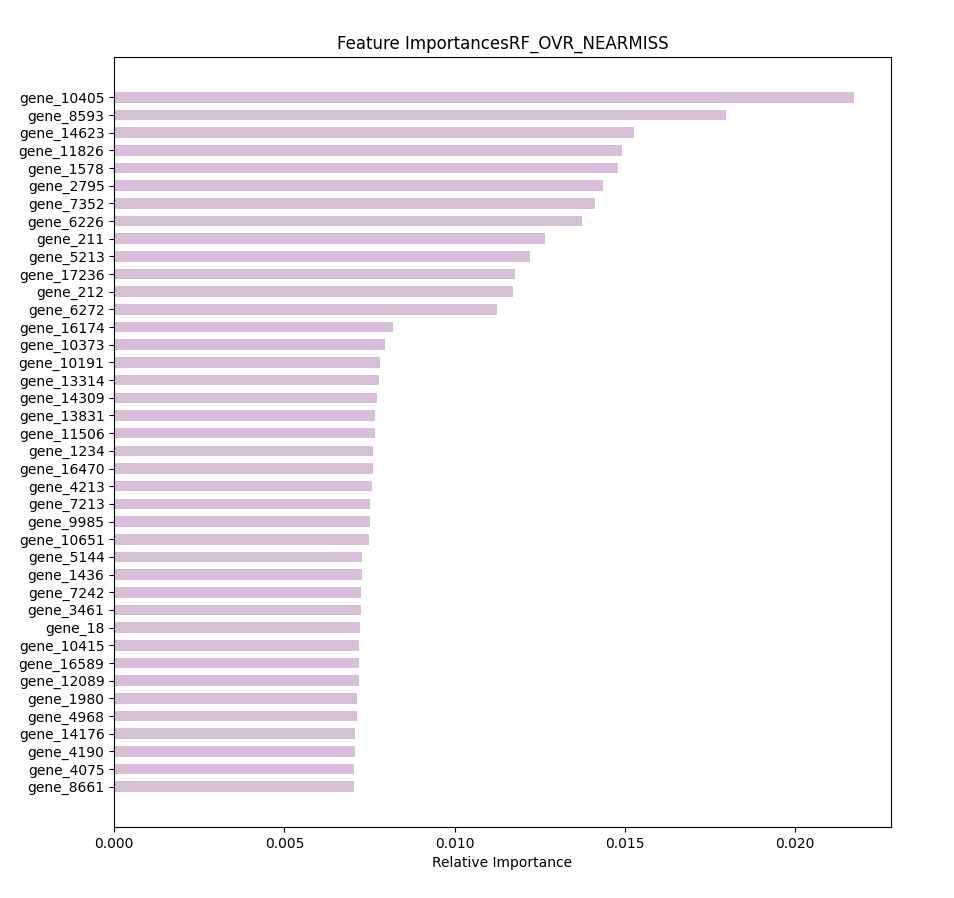 Feature ImportancesRF_OVR_NEARMISS
gene_10405
gene_8593
gene_14623
gene_11826
gene_1578
gene_2795
gene_7352
gene_6226
gene_211
gene_5213
gene_17236
gene_212
gene_6272
gene_16174
gene_10373
gene_10191
gene_13314
gene_14309
gene_13831
gene_11506
gene_1234
gene_16470
gene_4213
gene_7213
gene_9985
gene_10651
gene_5144
gene_1436
gene_7242
gene_3461
gene_18
gene_10415
gene_16589
gene_12089
gene_1980
gene_4968
gene_14176
gene_4190
gene_4075
gene_8661
0.000 0.005 0.010 0.015 0.020
Relative Importance